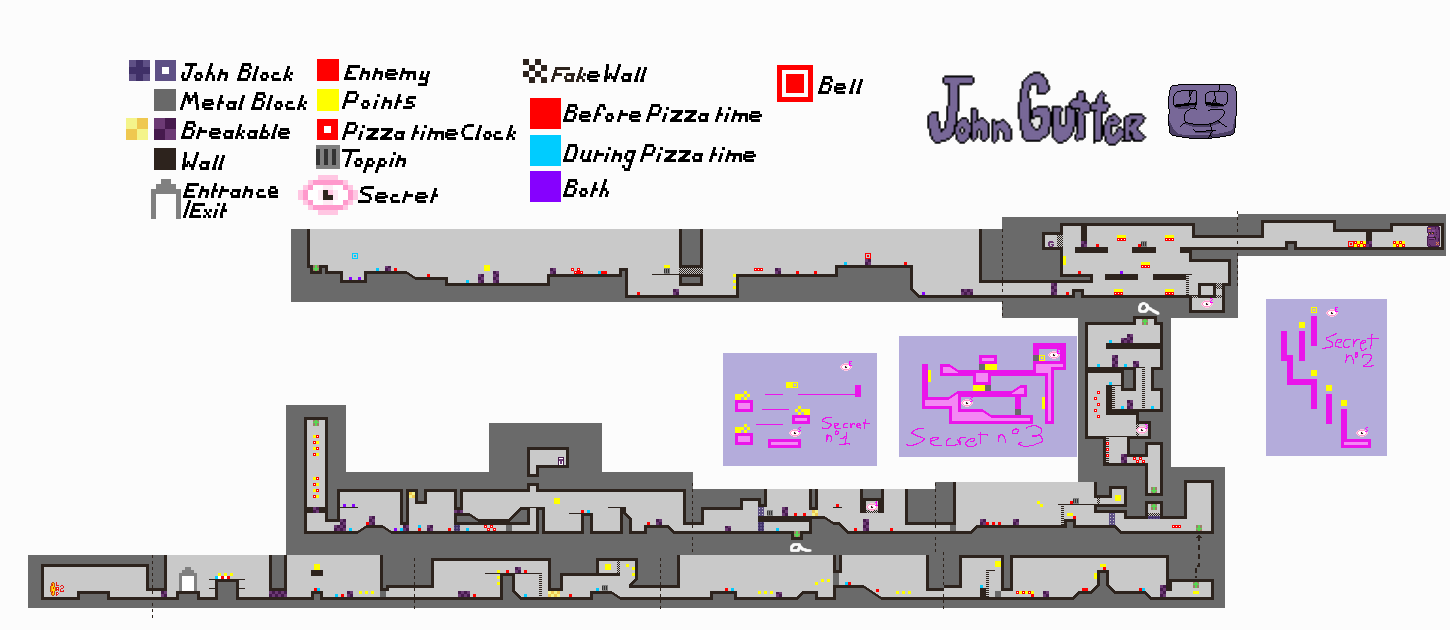 John Block
Metal Block
Breakable
Wall
Entrance
/Exit
Ennemy
Points
Pizza time Clock
Toppin
Secret
Fake Wall
Before Pizza time
During Pizza time
Both
Bell
John Gutter
Secret
n°1
Secret n°3
Secret
n°2